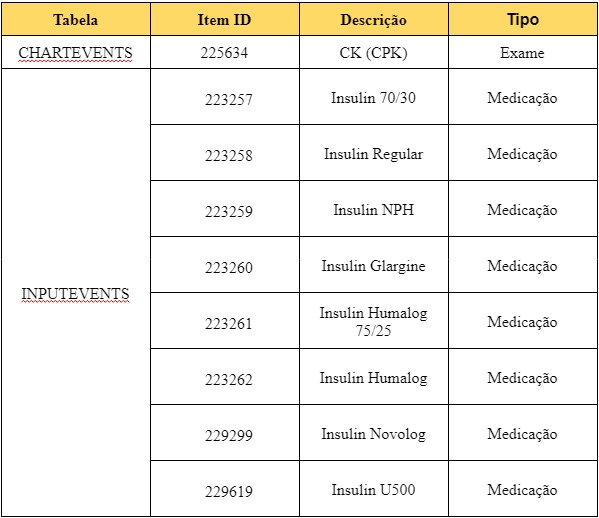 Tabela Item ID Descrição Tipo
CHARTEVENTS 225634 CK (CPK) Exame
INPUTEVENTS
223257 Insulin 70/30 Medicação
223258 Insulin Regular Medicação
223259 Insulin NPH Medicação
223260 Insulin Glargine Medicação
223261 Insulin Humalog
75/25 Medicação
223262 Insulin Humalog Medicação
229299 Insulin Novolog Medicação
229619 Insulin U500 Medicação